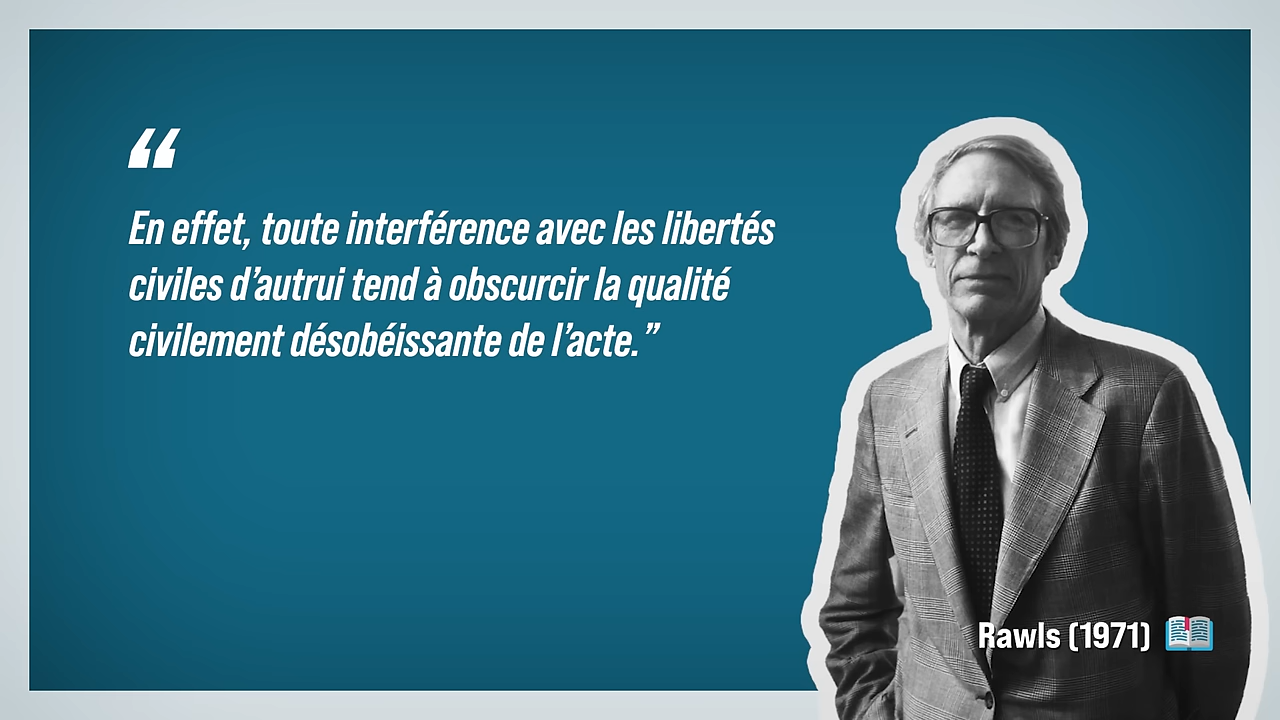 “
En effet, toute interférence avec les libertés
civiles d’autrui tend à obscurcir la qualité
civilement désobéissante de l’acte.”
Rawls (1971)